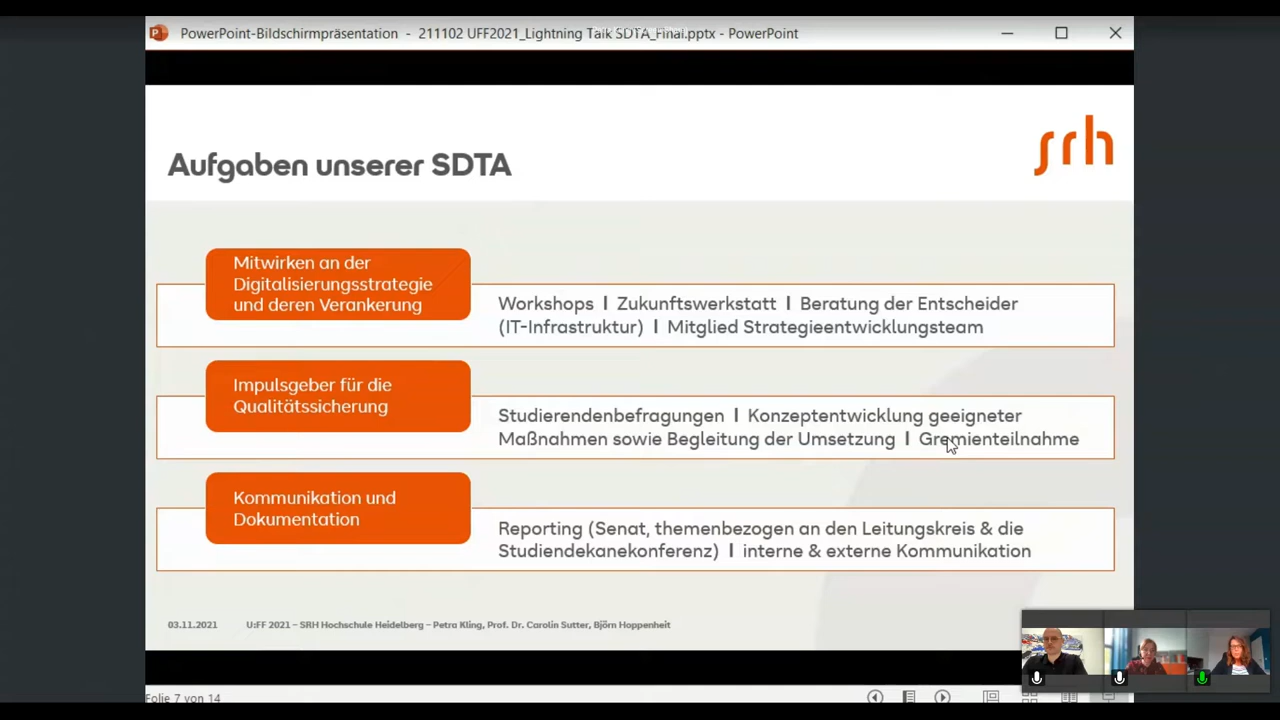 PowerPoint-Bildschirmpräsentation - 211102 UFF2021_Lightning Talk SDTA_Final.pptx - PowerPoint
srh
Aufgaben unserer SDTA
Mitwirken an der
Digitalisierungsstrategie
und deren Verankerung
Workshops I Zukunftswerkstatt I Beratung der Entscheider
(IT-Infrastruktur) I Mitglied Strategieentwicklungsteam
Impulsgeber für die
Qualitätssicherung
Studierendenbefragungen I Konzeptentwicklung geeigneter
Maßnahmen sowie Begleitung der Umsetzung I Gremienteilnahme
Kommunikation und
Dokumentation
Reporting (Senat, themenbezogen an den Leitungskreis & die
Studiendekanekonferenz) I interne & externe Kommunikation
03.11.2021 U:FF 2021 – SRH Hochschule Heidelberg – Petra Kling, Prof. Dr. Carolin Sutter, Björn Hoppenheit
Folie 7 von 14